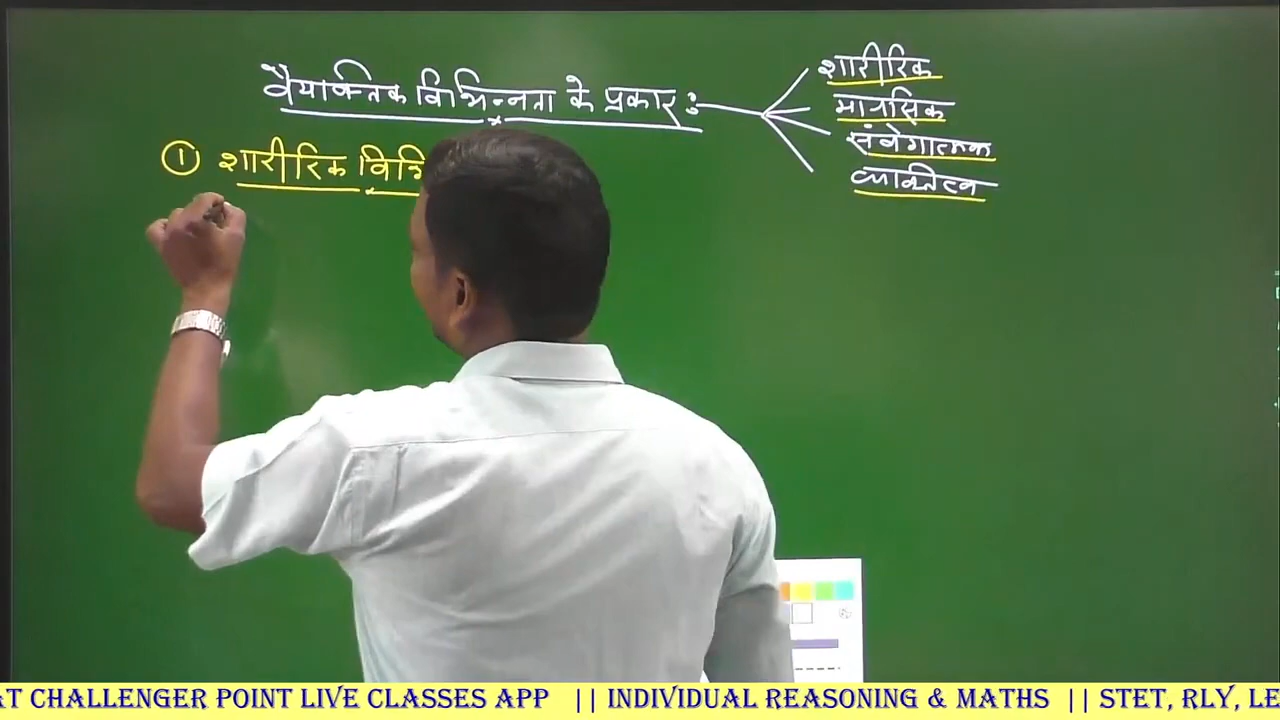 वैयक्तिक विभिन्नता के प्रकार :-
शारीरिक
मानसिक
संवेगात्मक
व्यक्तित्व
① शारीरिक विभि
&T CHALLENGER POINT LIVE CLASSES APP || INDIVIDUAL REASONING & MATHS || STET, RLY, LE